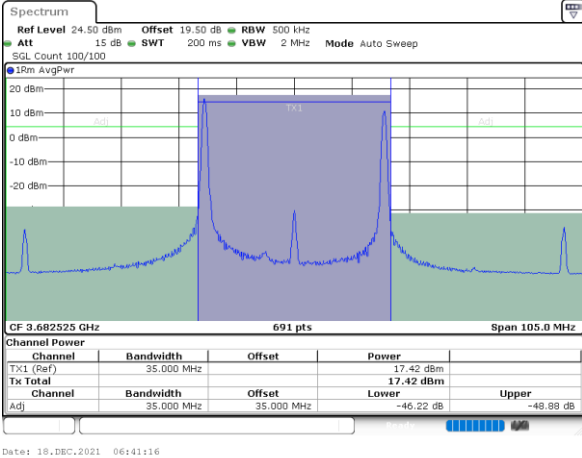 Spectrum
Ref Level 24.50 dBm Offset 19.50 dB RBW 500 kHz
Att 15 dB SWT 200 ms VBW 2 MHz Mode Auto Sweep
SGL Count 100/100
1Rm AvgPwr
20 dBm
TX1
10 dBm
Adj Adj
0 dBm
-10 dBm
-20 dBm
CF 3.682525 GHz 691 pts Span 105.0 MHz
Channel Power
Channel Bandwidth Offset Power
TX1 (Ref) 35.000 MHz 17.42 dBm
Tx Total 17.42 dBm
Channel Bandwidth Offset Lower Upper
Adj 35.000 MHz 35.000 MHz -46.22 dB -48.88 dB
Date: 18.DEC.2021 06:41:16